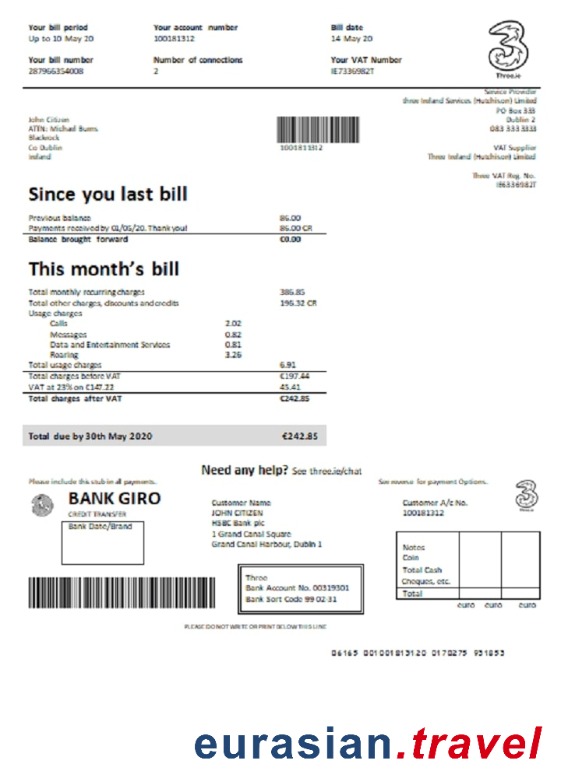 Your bill period Your account number Bill date
Up to 10 May 20 100181312 14 May 20
Your bill number Number of connections Your VAT Number
287966354008 2 IE7336982T
Three.ie
Service Provider
three Ireland Services (Hutchison) Limited
PO Box 333
Dublin 2
083 333 3333
John Citizen
ATTN: Michael Burns
Blackrock
Co Dublin
Ireland
1001811312
VAT Supplier
Three Ireland (Hutchison) Limited
Three VAT Reg. No.
IE6336982T
Since you last bill
Previous balance 86.00
Payments received by 01/05/20. Thank you! 86.00 CR
Balance brought forward €0.00
This month's bill
Total monthly recurring charges 386.85
Total other charges, discounts and credits 196.32 CR
Usage charges
Calls 2.02
Messages 0.82
Data and Entertainment Services 0.81
Roaring 3.26
Total usage charges 6.91
Total charges before VAT €197.44
VAT at 23% on €147.22 45.41
Total charges after VAT €242.85
Total due by 30th May 2020 €242.85
Need any help? See three.ie/chat
Please include this stub in all payments.
See reverse for payment Options.
BANK GIRO
CREDIT TRANSFER
Bank Date/Brand
Customer Name
JOHN CITIZEN
HSBC Bank plc
1 Grand Canal Square
Grand Canal Harbour, Dublin 1
Customer A/c No.
100181312
Notes
Coin
Total Cash
Cheques, etc.
Total
euro euro euro
Three
Bank Account No. 00319301
Bank Sort Code 99 02-31
PLEASE DO NOT WRITE OR PRINT BELOW THIS LINE
06165 001001813120 0170275 931853
eurasian.travel